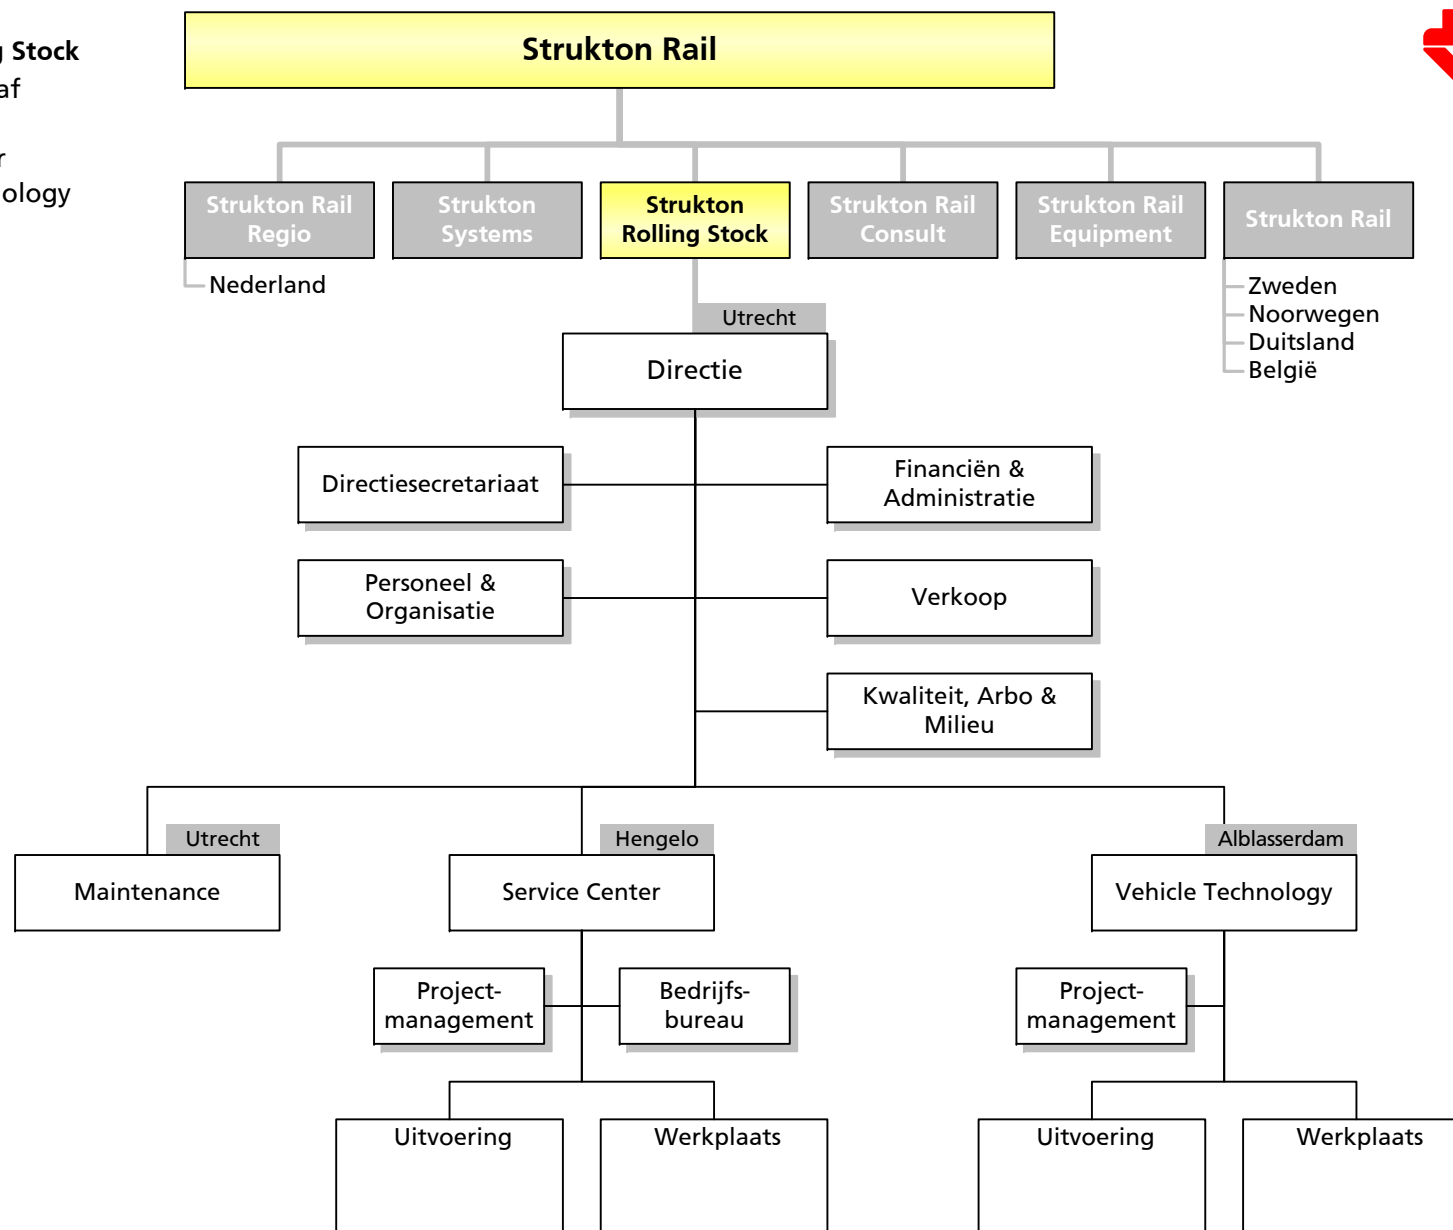 Stock
Strukton Rail
Strukton Rail
Regio
Strukton
Systems
Strukton
Rolling Stock
Strukton Rail
Consult
Strukton Rail
Equipment
Strukton Rail
Nederland
Zweden
Noorwegen
Duitsland
België
Utrecht
Directie
Directiesecretariaat
Financiën &
Administratie
Personeel &
Organisatie
Verkoop
Kwaliteit, Arbo &
Milieu
Utrecht
Maintenance
Hengelo
Service Center
Alblasserdam
Vehicle Technology
Project-
management
Bedrijfs-
bureau
Project-
management
Uitvoering
Werkplaats
Uitvoering
Werkplaats